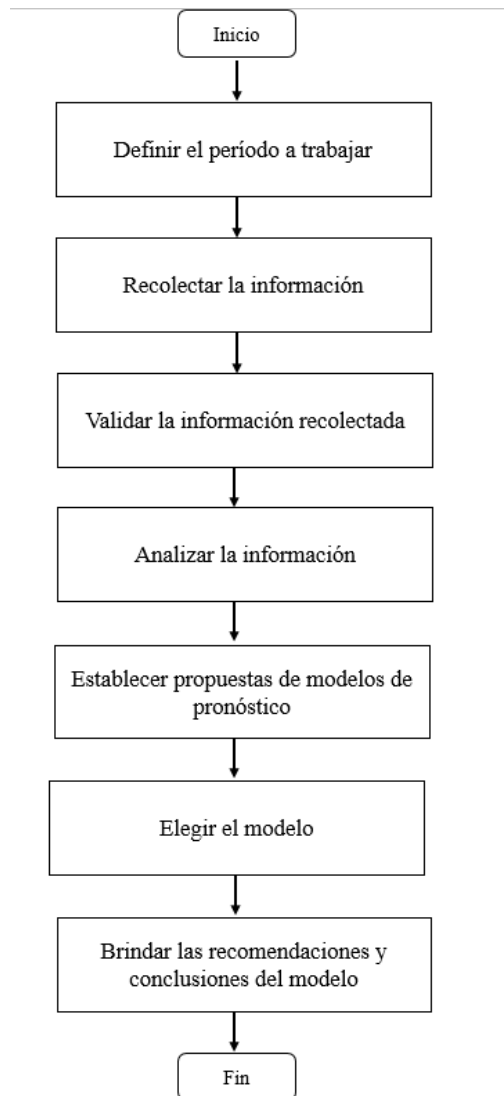 Inicio
Definir el período a trabajar
Recolectar la información
Validar la información recolectada
Analizar la información
Establecer propuestas de modelos de
pronóstico
Elegir el modelo
Brindar las recomendaciones y
conclusiones del modelo
Fin